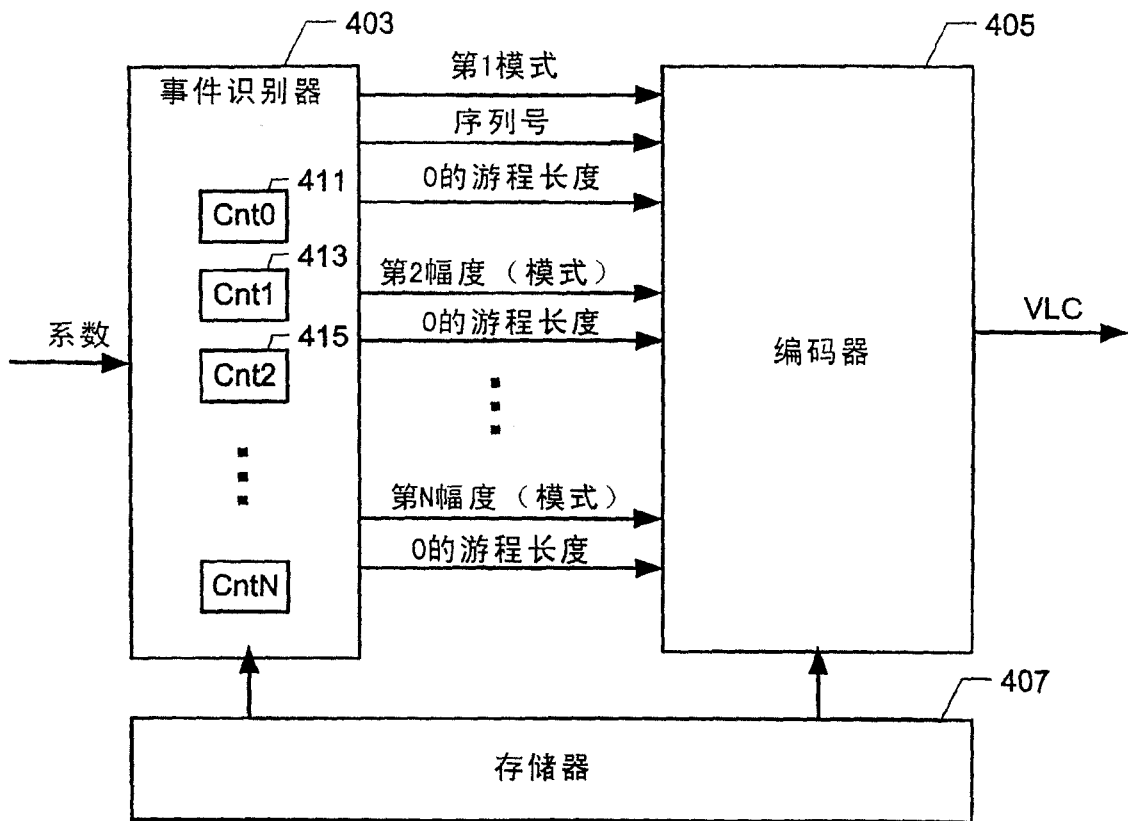 403
405
事件识别器
第1模式
序列号
0的游程长度
411
Cnt0
413
Cnt1
第2幅度（模式）
0的游程长度
415
Cnt2
系数
编码器
VLC
第N幅度（模式）
0的游程长度
CntN
407
存储器